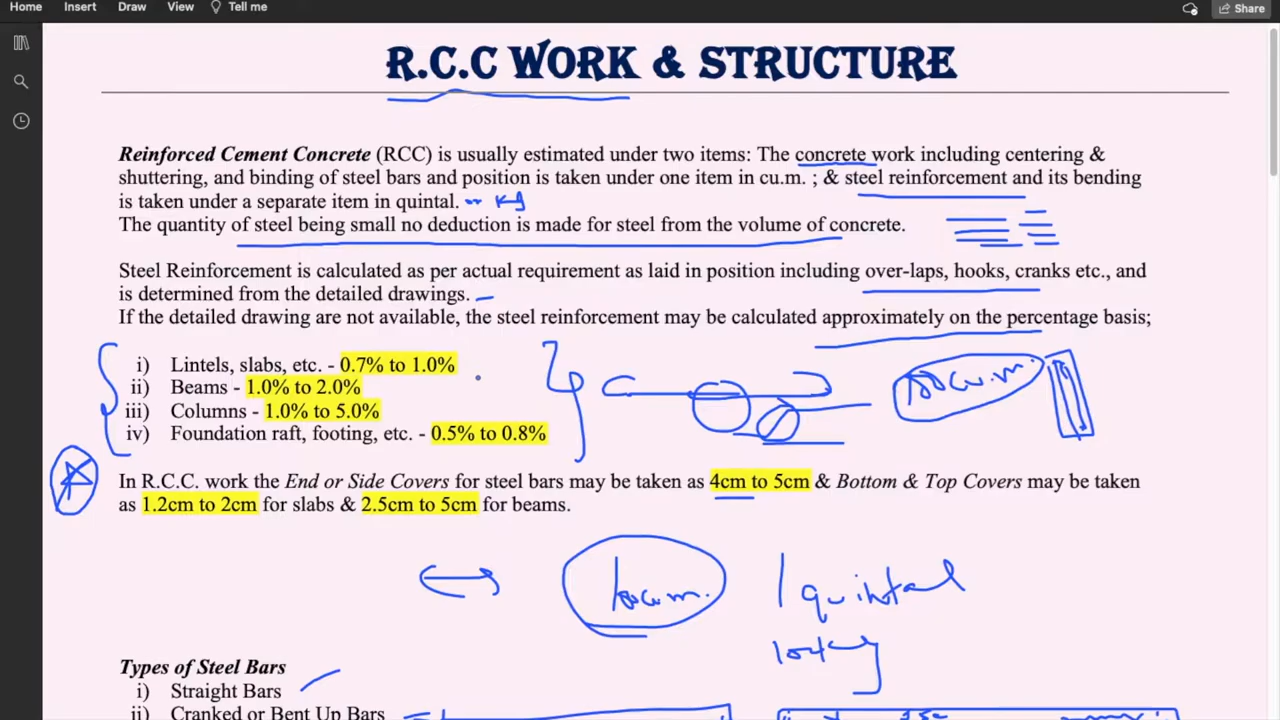 Home Insert Draw View Tell me Share
R.C.C WORK & STRUCTURE
Reinforced Cement Concrete (RCC) is usually estimated under two items: The concrete work including centering &
shuttering, and binding of steel bars and position is taken under one item in cu.m. ; & steel reinforcement and its bending
is taken under a separate item in quintal. or kg
The quantity of steel being small no deduction is made for steel from the volume of concrete.
Steel Reinforcement is calculated as per actual requirement as laid in position including over-laps, hooks, cranks etc., and
is determined from the detailed drawings.
If the detailed drawing are not available, the steel reinforcement may be calculated approximately on the percentage basis;
i) Lintels, slabs, etc. - 0.7% to 1.0%
ii) Beams - 1.0% to 2.0%
iii) Columns - 1.0% to 5.0%
iv) Foundation raft, footing, etc. - 0.5% to 0.8%
In R.C.C. work the End or Side Covers for steel bars may be taken as 4cm to 5cm & Bottom & Top Covers may be taken
as 1.2cm to 2cm for slabs & 2.5cm to 5cm for beams.
1 quintal
Types of Steel Bars
i) Straight Bars
ii) Cranked or Bent Up Bars